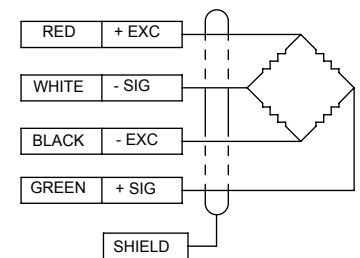 RED + EXC
WHITE - SIG
BLACK - EXC
GREEN + SIG
SHIELD